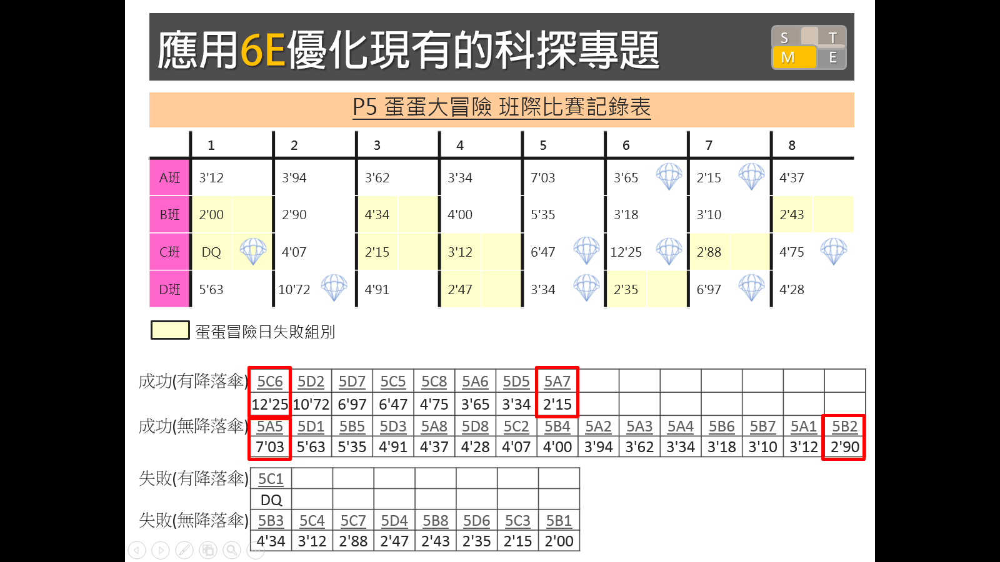 應用6E優化現有的科探專題
S T
M E
P5 蛋蛋大冒險 班際比賽記錄表
1 2 3 4 5 6 7 8
A班 3'12 3'94 3'62 3'34 7'03 3'65 2'15 4'37
B班 2'00 2'90 4'34 4'00 5'35 3'18 3'10 2'43
C班 DQ 4'07 2'15 3'12 6'47 12'25 2'88 4'75
D班 5'63 10'72 4'91 2'47 3'34 2'35 6'97 4'28
蛋蛋冒險日失敗組別
成功(有降落傘) 5C6 5D2 5D7 5C5 5C8 5A6 5D5 5A7
12'25 10'72 6'97 6'47 4'75 3'65 3'34 2'15
成功(無降落傘) 5A5 5D1 5B5 5D3 5A8 5D8 5C2 5B4 5A2 5A3 5A4 5B6 5B7 5A1 5B2
7'03 5'63 5'35 4'91 4'37 4'28 4'07 4'00 3'94 3'62 3'34 3'18 3'10 3'12 2'90
失敗(有降落傘) 5C1
DQ
失敗(無降落傘) 5B3 5C4 5C7 5D4 5B8 5D6 5C3 5B1
4'34 3'12 2'88 2'47 2'43 2'35 2'15 2'00